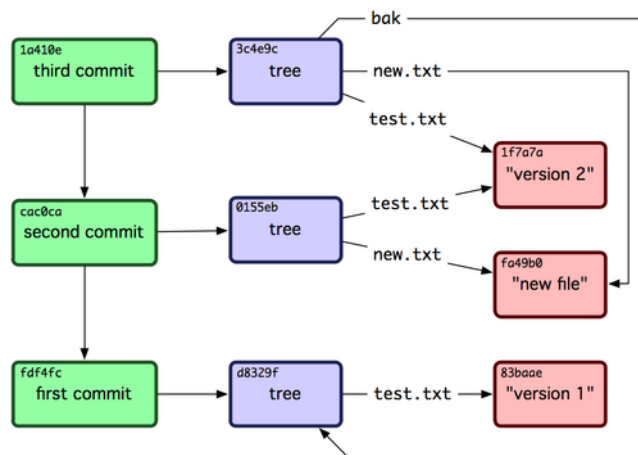 bak
1a410e
third commit
3c4e9c
tree
new.txt
test.txt
1f7a7a
"version 2"
cac0ca
second commit
0155eb
tree
test.txt
new.txt
fa49b0
"new file"
fdf4fc
first commit
d8329f
tree
test.txt
83baae
"version 1"